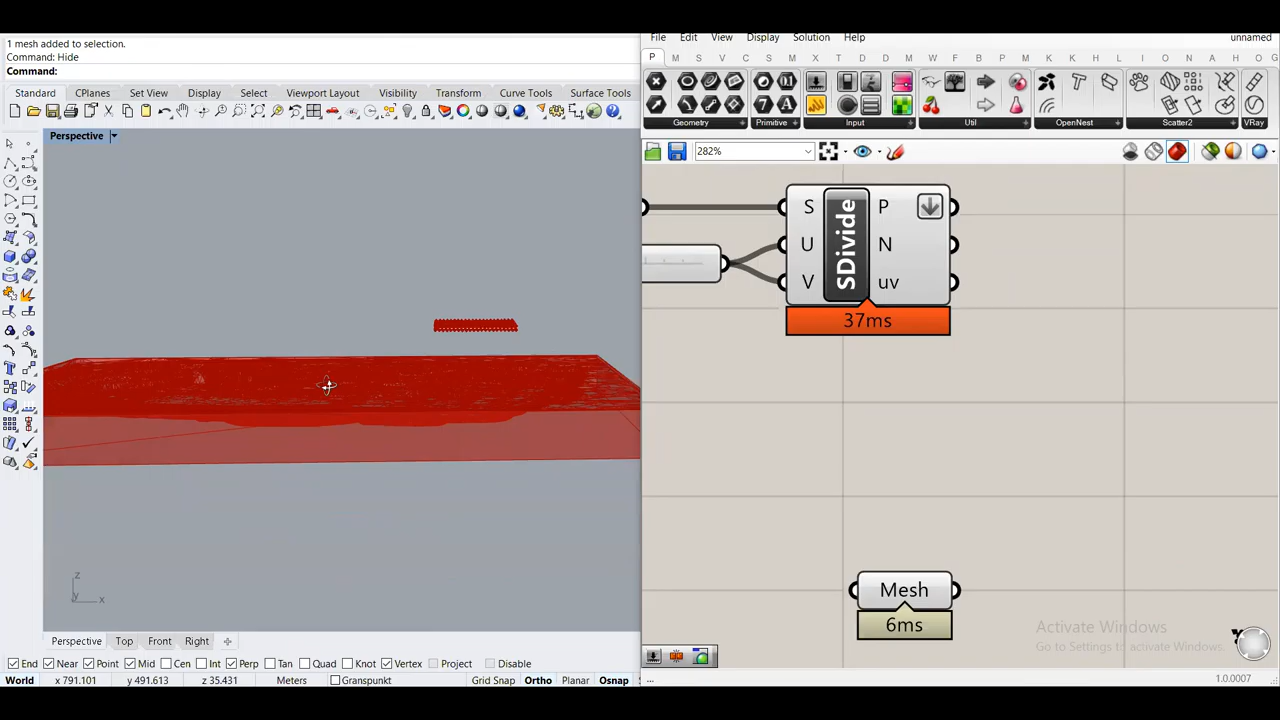 1 mesh added to selection.
Command: Hide
Command:
Standard CPlanes Set View Display Select Viewport Layout Visibility Transform Curve Tools Surface Tools
Perspective
z
y x
Perspective Top Front Right
End Near Point Mid Cen Int Perp Tan Quad Knot Vertex Project Disable
World x 791.101 y 491.613 z 35.431 Meters Granspunkt Grid Snap Ortho Planar Osnap
File Edit View Display Solution Help unnamed
P M S V C S I M X T D D M W K F B P L H A E V O G
Geometry Primitive Input Util OpenNest Scatter2 VRay
282%
S
U
V
SDivide
P
N
uv
37ms
Mesh
6ms
Activate Windows
Go to Settings to activate Windows.
... 1.0.0007